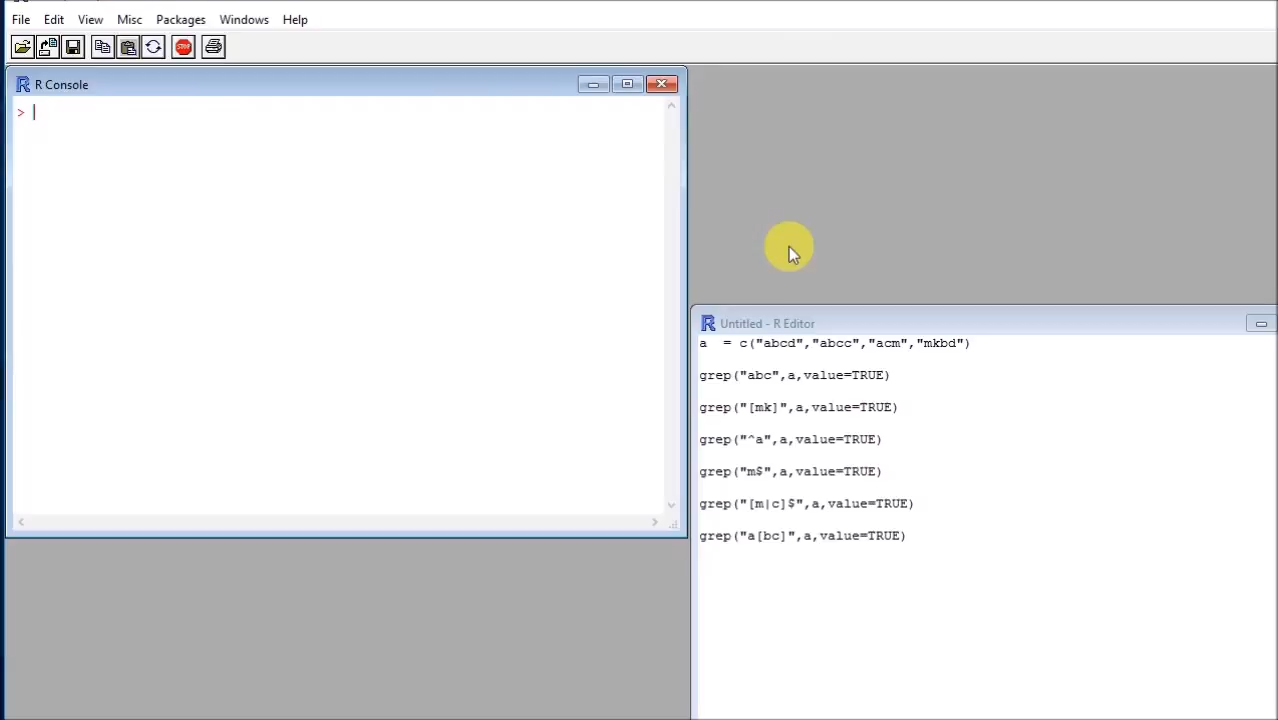 File Edit View Misc Packages Windows Help
STOP
R Console
>
Untitled - R Editor
a  = c("abcd","abcc","acm","mkbd")
grep("abc",a,value=TRUE)
grep("[mk]",a,value=TRUE)
grep("^a",a,value=TRUE)
grep("m$",a,value=TRUE)
grep("[m|c]$",a,value=TRUE)
grep("a[bc]",a,value=TRUE)